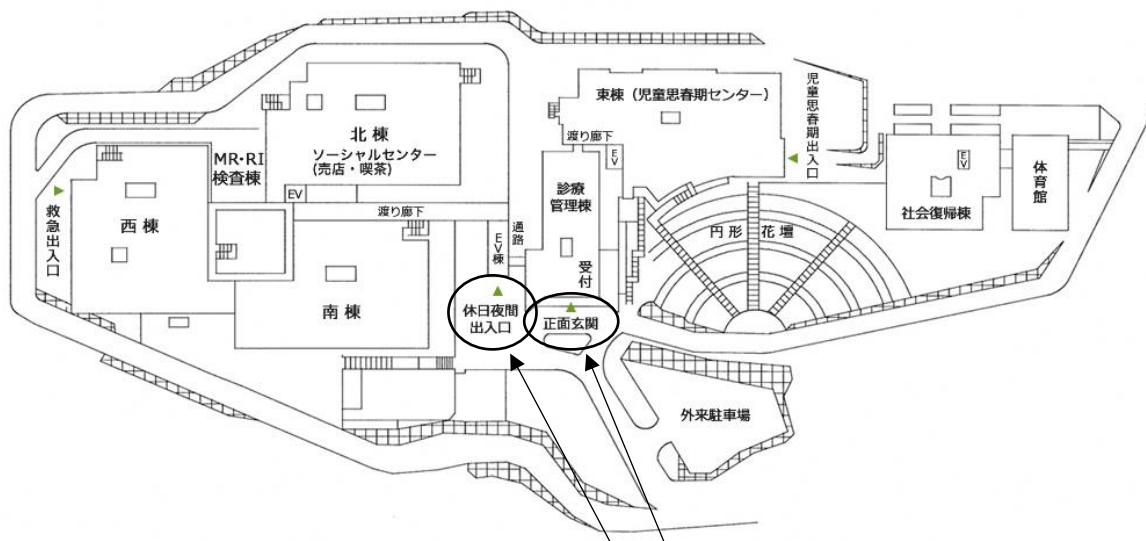 東棟（児童思春期センター）
児童思春期出入口
北棟
ソーシャルセンター
(売店・喫茶)
MR・RI
検査棟
EV
渡り廊下
救急出入口
西棟
南棟
渡り廊下
EV
診療
管理棟
受付
通路
EV棟
休日夜間
出入口
正面玄関
円形花壇
EV
社会復帰棟
体育館
外来駐車場